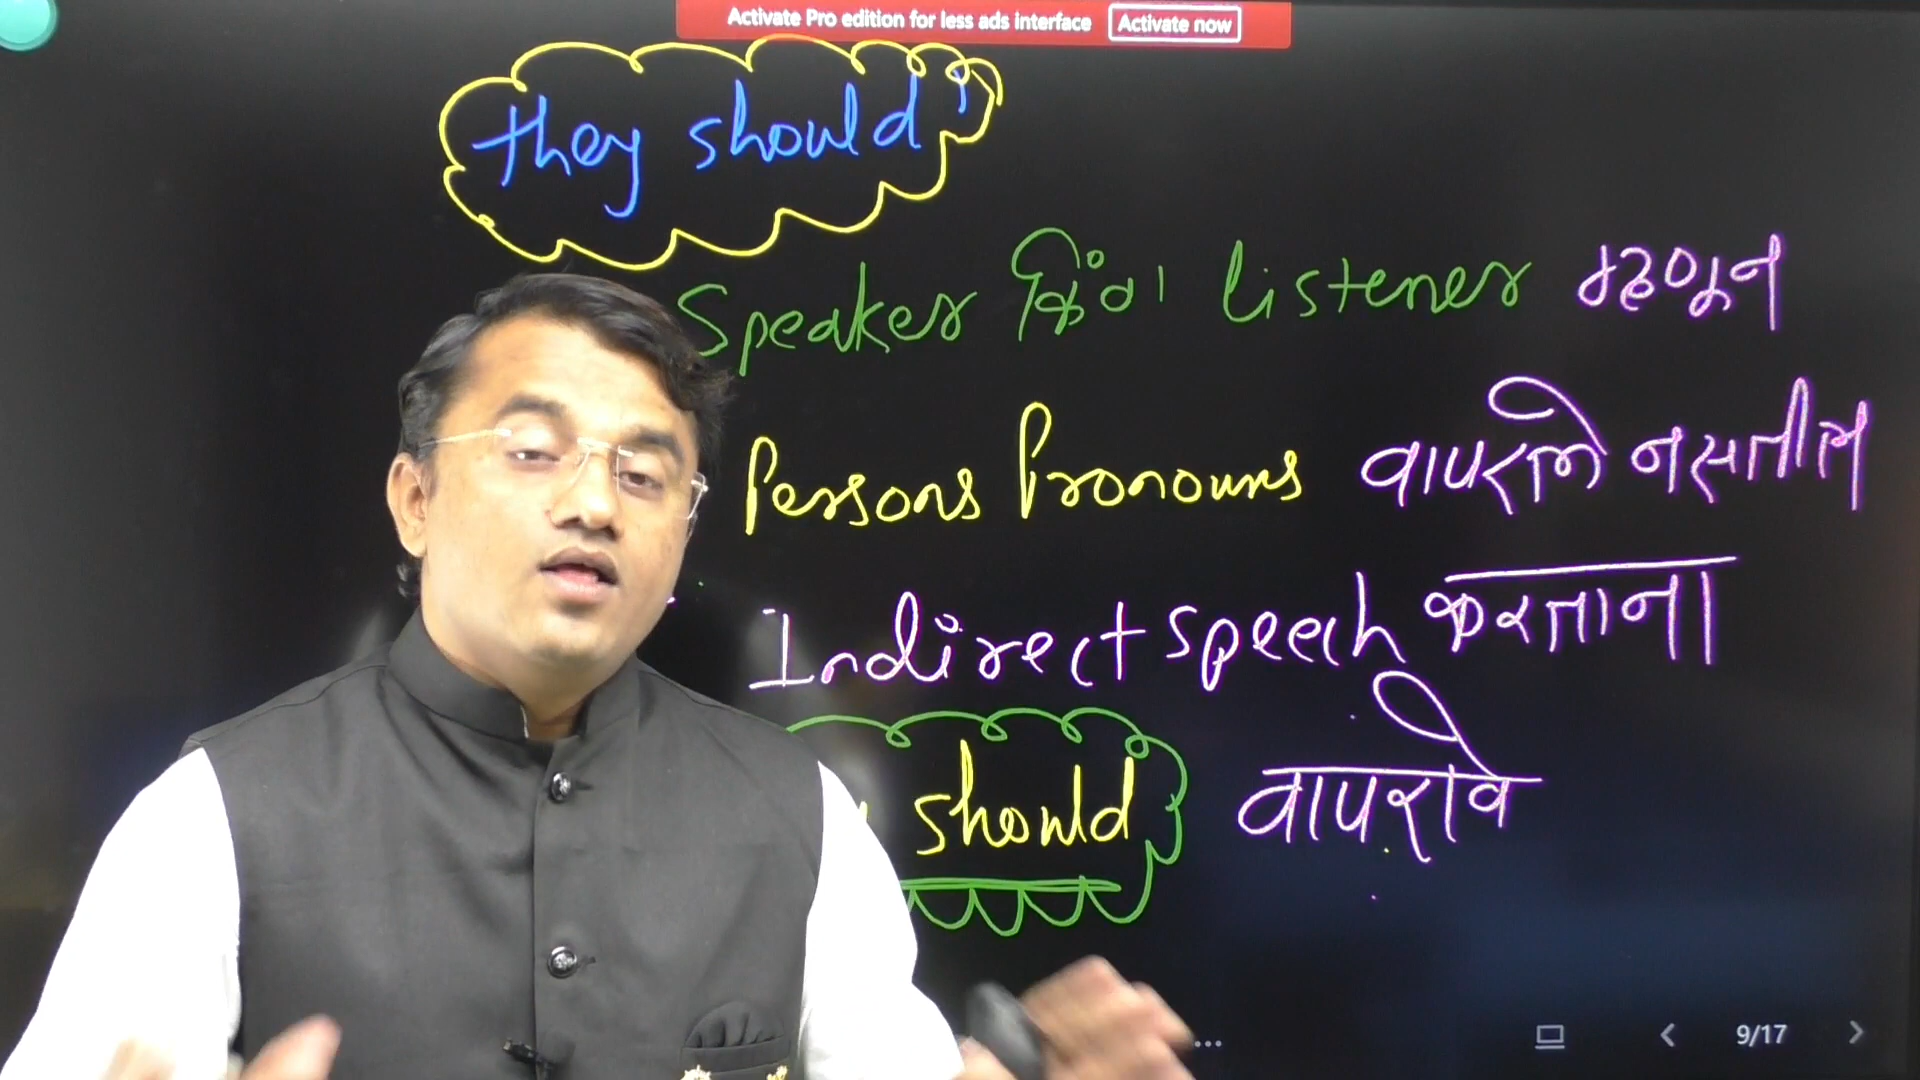 Activate Pro edition for less ads interface Activate now
they should
Speaker किंवा listener म्हणून
Persons Pronouns वापरले नसतील
Indirect speech करताना
should वापरावे
9/17